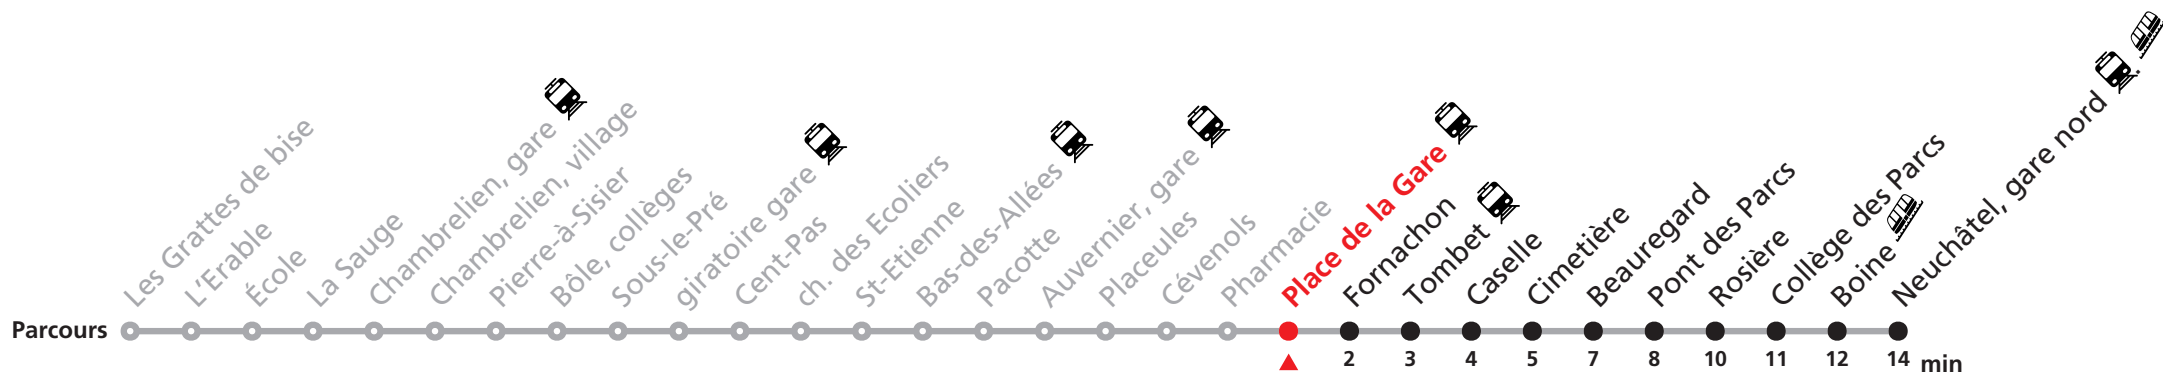 Les Grattes de bise
L'Erable
École
La Sauge
Chambrelien, gare
Chambrelien, village
Pierre-à-Sisier
Bôle, collèges
Sous-le-Pré
giratoire gare
Cent-Pas
ch. des Ecoliers
St-Etienne
Bas-des-Allées
Pacotte
Auvernier, gare
Placeules
Cévenols
Pharmacie
Place de la Gare
Fornachon
Tombet
Caselle
Cimetière
Beauregard
Pont des Parcs
Rosière
Collège des Parcs
Boine
Neuchâtel, gare nord
Parcours
2 3 4 5 7 8 10 11 12 14 min